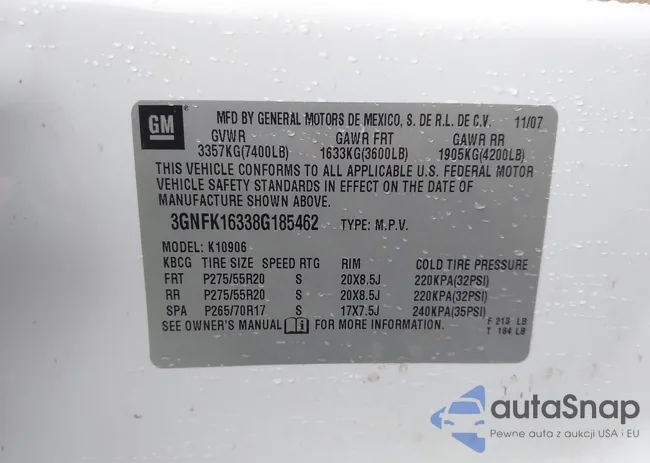 GM ®
MFD BY GENERAL MOTORS DE MEXICO, S. DE R.L. DE C.V. 11/07
GVWR GAWR FRT GAWR RR
3357KG(7400LB) 1633KG(3600LB) 1905KG(4200LB)
THIS VEHICLE CONFORMS TO ALL APPLICABLE U.S. FEDERAL MOTOR
VEHICLE SAFETY STANDARDS IN EFFECT ON THE DATE OF
MANUFACTURE SHOWN ABOVE.
3GNFK16338G185462 TYPE: M.P.V.
MODEL: K10906
KBCG TIRE SIZE SPEED RTG RIM COLD TIRE PRESSURE
FRT P275/55R20 S 20X8.5J 220KPA(32PSI)
RR P275/55R20 S 20X8.5J 220KPA(32PSI)
SPA P265/70R17 S 17X7.5J 240KPA(35PSI)
SEE OWNER'S MANUAL FOR MORE INFORMATION.
F 213 LB
T 184 LB
autaSnap
Pewne auta z aukcji USA i EU